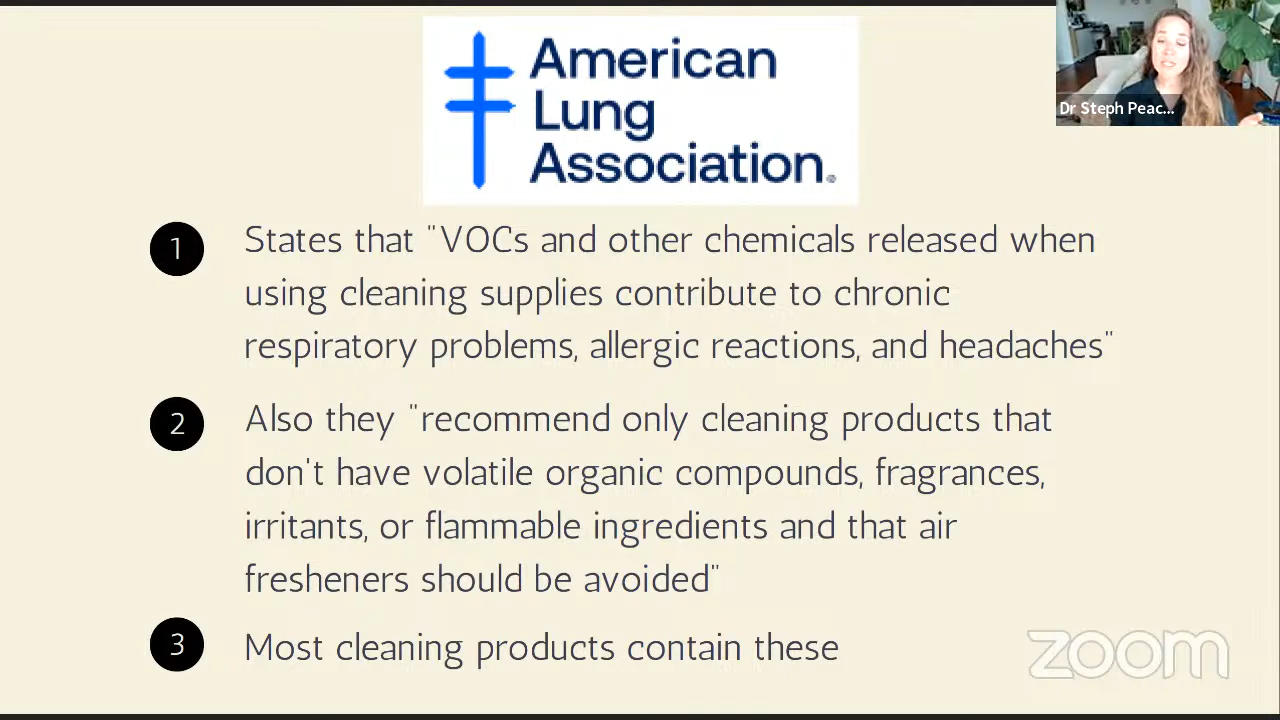 American
Lung
Association.
Dr Steph Peac...
1
States that "VOCs and other chemicals released when
using cleaning supplies contribute to chronic
respiratory problems, allergic reactions, and headaches"
2
Also they "recommend only cleaning products that
don't have volatile organic compounds, fragrances,
irritants, or flammable ingredients and that air
fresheners should be avoided"
3
Most cleaning products contain these
zoom